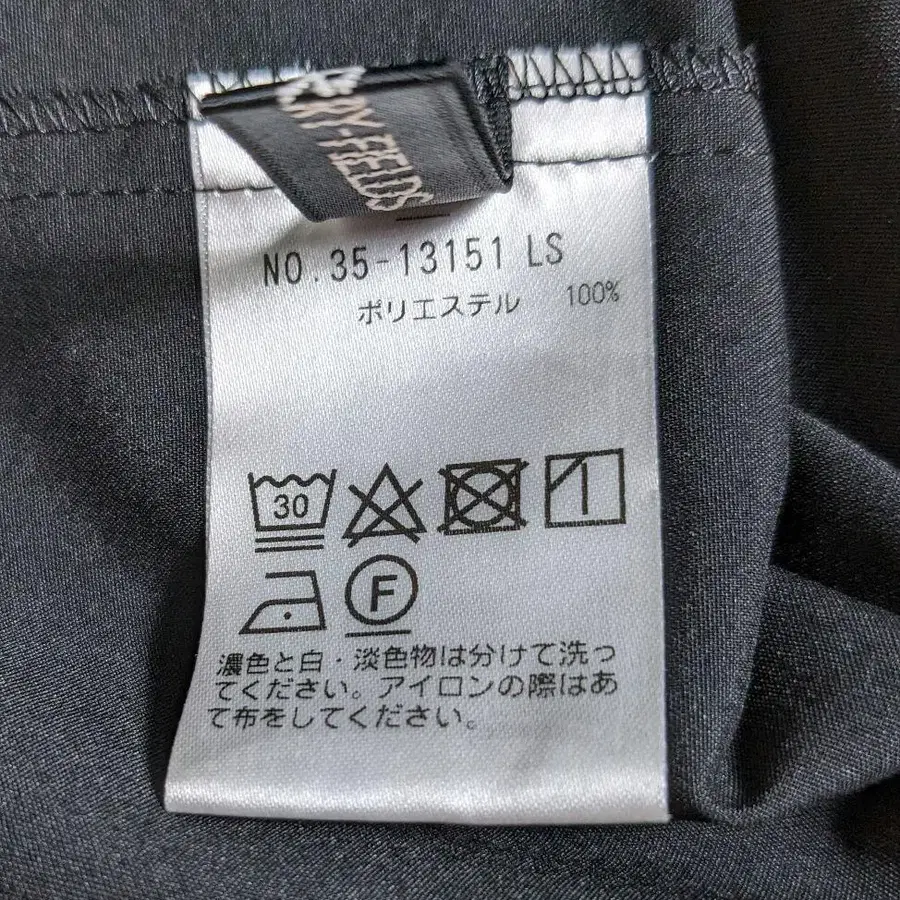 RY-FIELDS
NO.35-13151 LS
ポリエステル 100%
30
F
濃色と白・淡色物は分けて洗っ
てください。アイロンの際はあ
て布をしてください。